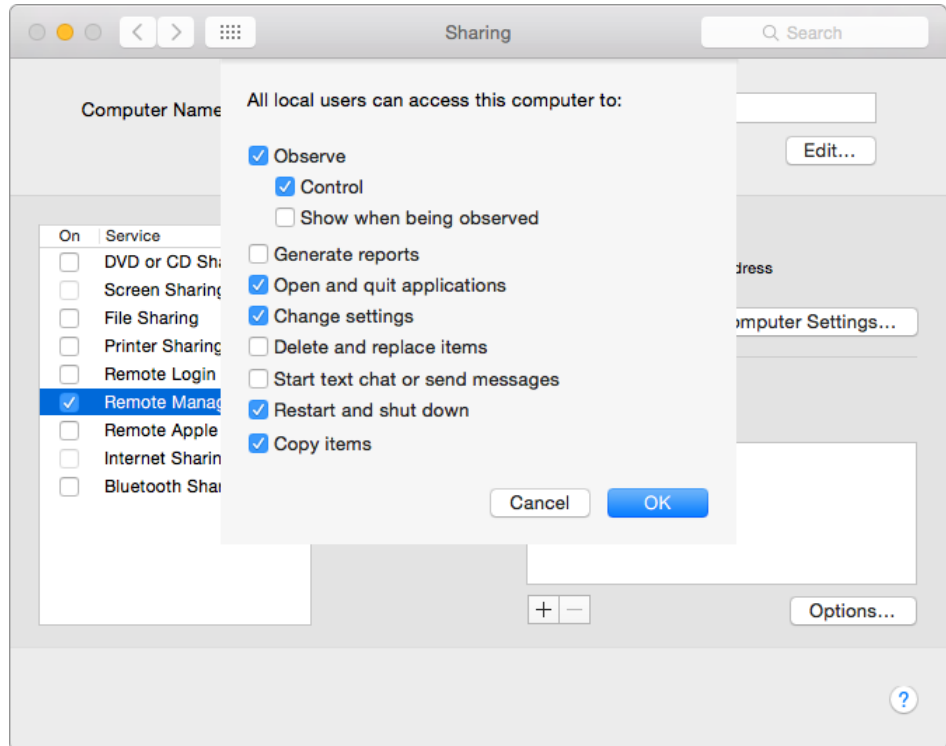 Sharing
Search
Computer Name
All local users can access this computer to:
Edit...
Observe
Control
Show when being observed
Generate reports
Open and quit applications
Change settings
Delete and replace items
Start text chat or send messages
Restart and shut down
Copy items
Cancel
OK
On Service
DVD or CD Sha
Screen Sharing
File Sharing
Printer Sharing
Remote Login
Remote Manag
Remote Apple
Internet Sharin
Bluetooth Shar
dress
omputer Settings...
+ −
Options...
?